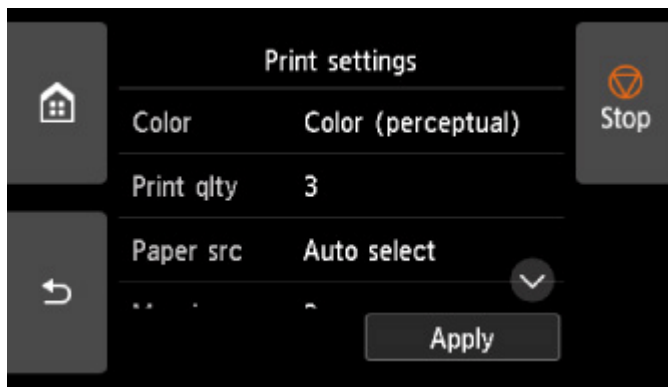 Print settings
Stop
Color Color (perceptual)
Print qlty 3
Paper src Auto select
Apply